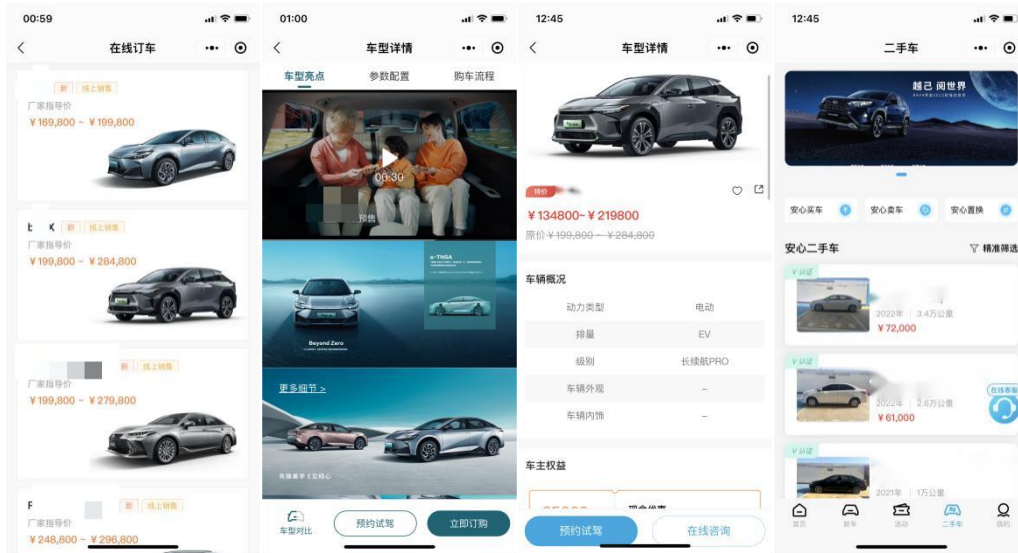 00:59
在线订车
新 线上销售
厂家指导价
¥169,800 ~ ¥199,800
新 线上销售
厂家指导价
¥199,800 ~ ¥284,800
新 线上销售
厂家指导价
¥199,800 ~ ¥279,800
新 线上销售
厂家指导价
¥248,800 ~ ¥296,800
01:00
车型详情
车型亮点 参数配置 购车流程
00:30
预售
e-TNGA
Beyond Zero
更多细节 >
车型对比 预约试驾 立即订购
12:45
车型详情
特价
¥134800~¥219800
原价¥199,800 ~ ¥284,800
车辆概况
动力类型 电动
排量 EV
级别 长续航PRO
车辆外观 –
车辆内饰 –
车主权益
预约试驾 在线咨询
12:45
二手车
越己 阅世界
安心买车 安心卖车 安心置换
安心二手车 精准筛选
V 认证
2022年 | 3.4万公里
¥72,000
V 认证
2022年 | 2.6万公里
¥61,000
在线客服
V 认证
2021年 | 1万公里
首页 新车 活动 二手车 我的